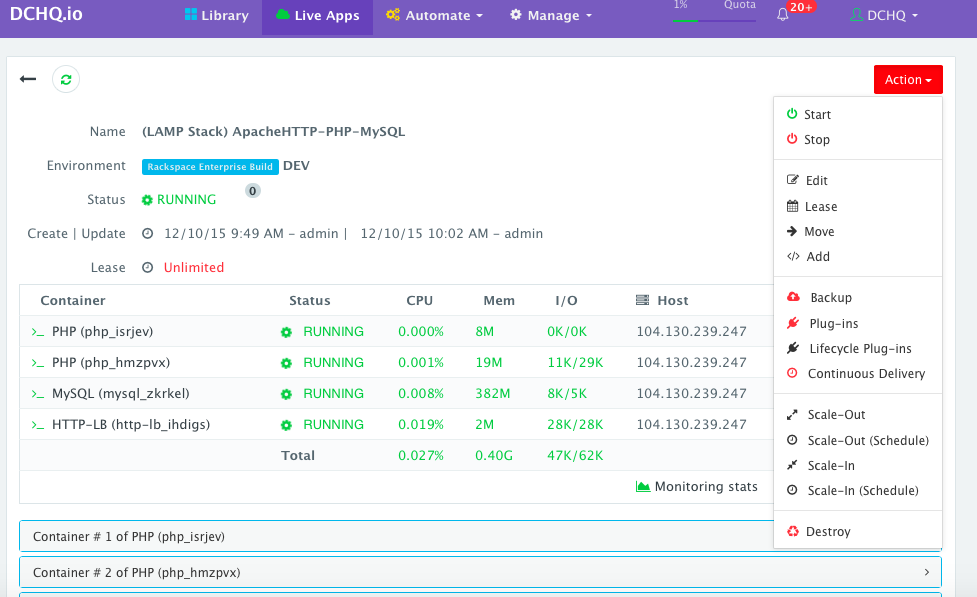 DCHQ.io Library Live Apps Automate Manage 1% Quota 20+ DCHQ
Action
Name (LAMP Stack) ApacheHTTP-PHP-MySQL
Environment Rackspace Enterprise Build DEV
Status RUNNING 0
Create | Update 12/10/15 9:49 AM - admin | 12/10/15 10:02 AM - admin
Lease Unlimited
Container Status CPU Mem I/O Host
>_ PHP (php_isrjev) RUNNING 0.000% 8M 0K/0K 104.130.239.247
>_ PHP (php_hmzpvx) RUNNING 0.001% 19M 11K/29K 104.130.239.247
>_ MySQL (mysql_zkrkel) RUNNING 0.008% 382M 8K/5K 104.130.239.247
>_ HTTP-LB (http-lb_ihdigs) RUNNING 0.019% 2M 28K/28K 104.130.239.247
Total 0.027% 0.40G 47K/62K
Monitoring stats
Container # 1 of PHP (php_isrjev)
Container # 2 of PHP (php_hmzpvx)
Start
Stop
Edit
Lease
Move
</> Add
Backup
Plug-ins
Lifecycle Plug-ins
Continuous Delivery
Scale-Out
Scale-Out (Schedule)
Scale-In
Scale-In (Schedule)
Destroy